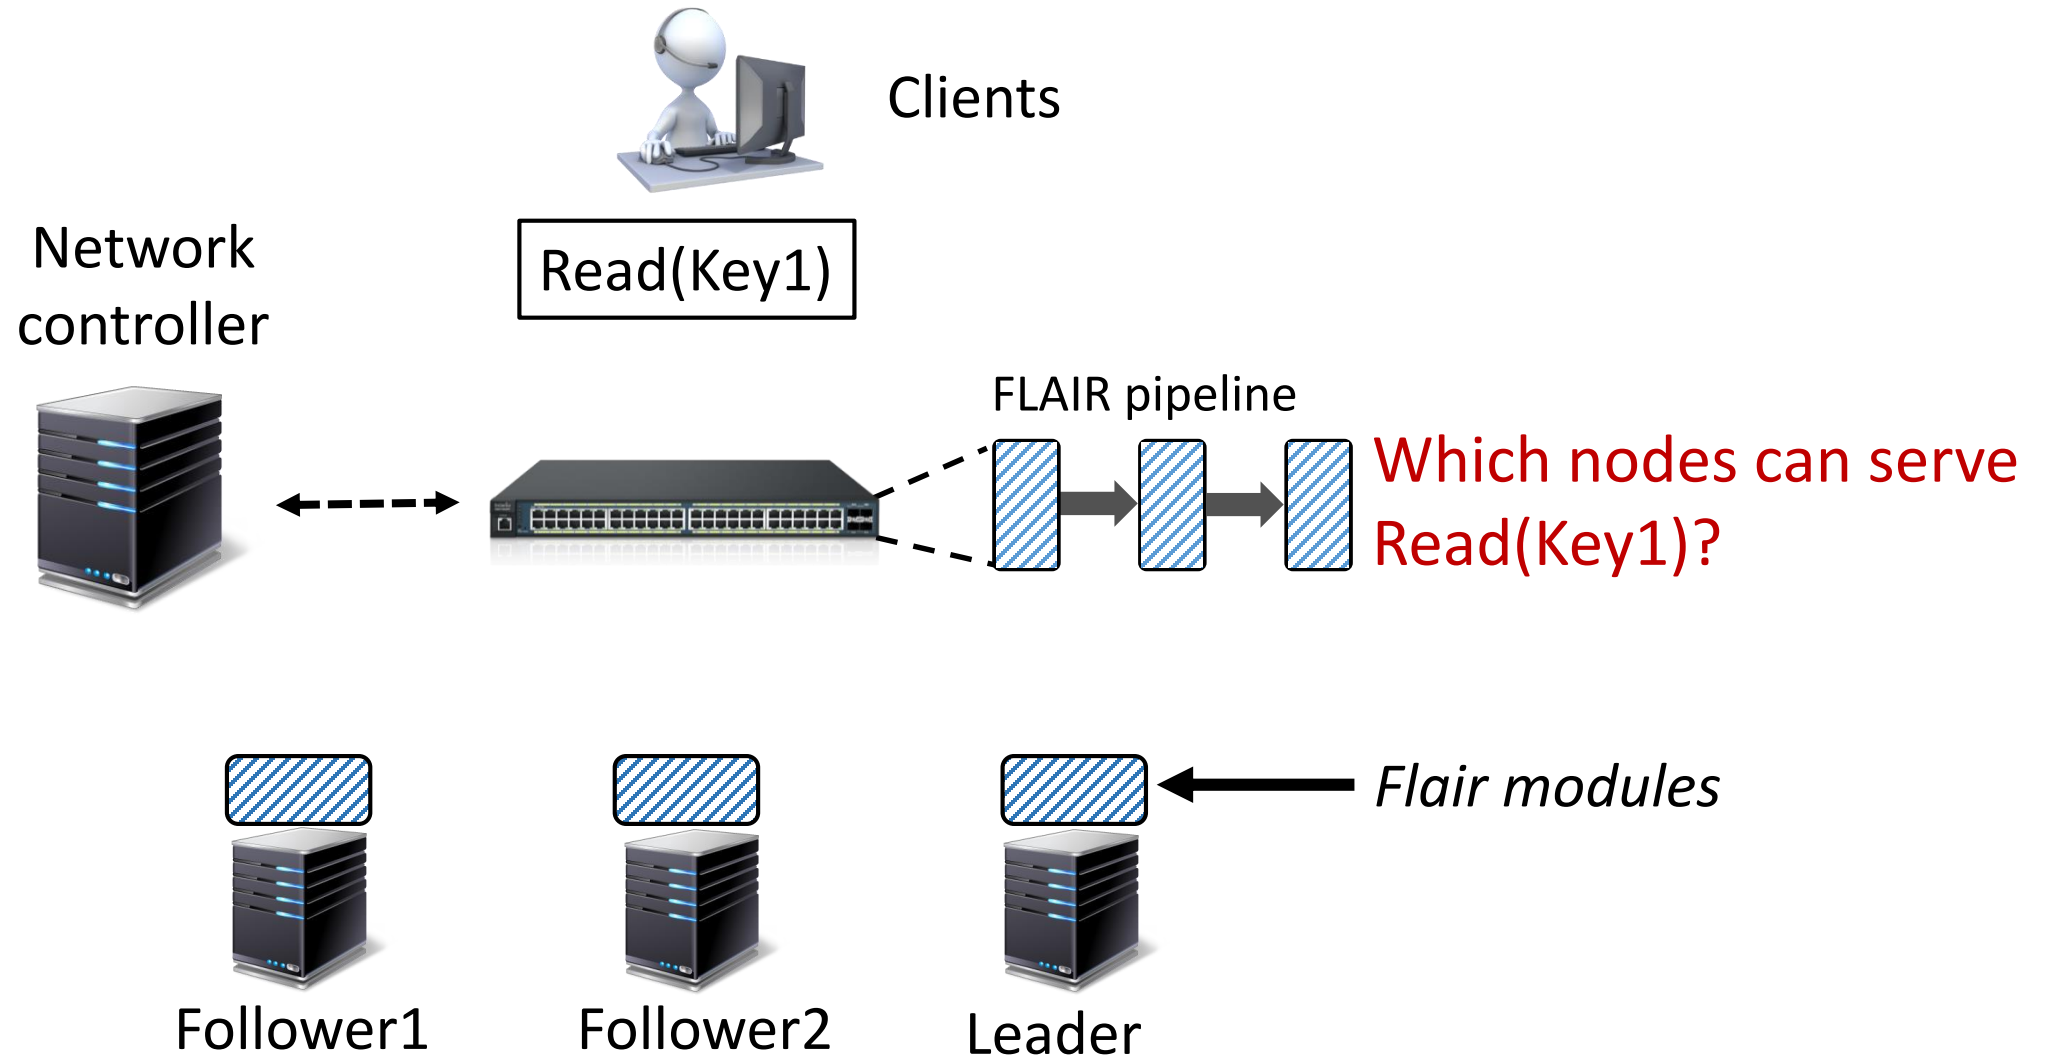 Clients
Network
controller
Read(Key1)
FLAIR pipeline
Which nodes can serve
Read(Key1)?
Flair modules
Follower1
Follower2
Leader